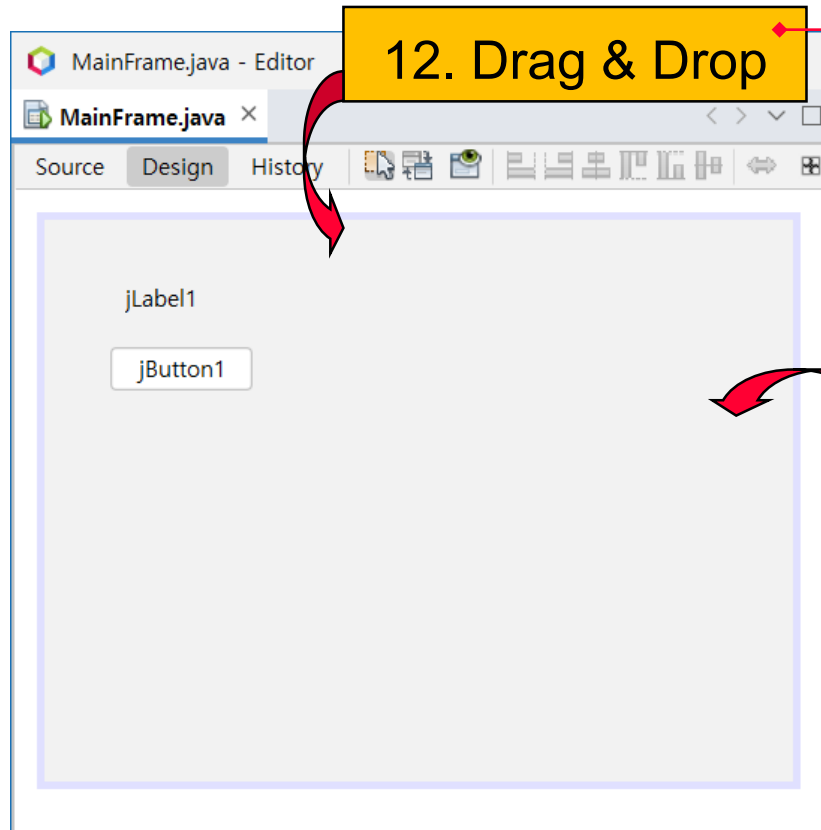 12. Drag & Drop
MainFrame.java - Editor
MainFrame.java
Source Design History
jLabel1
jButton1